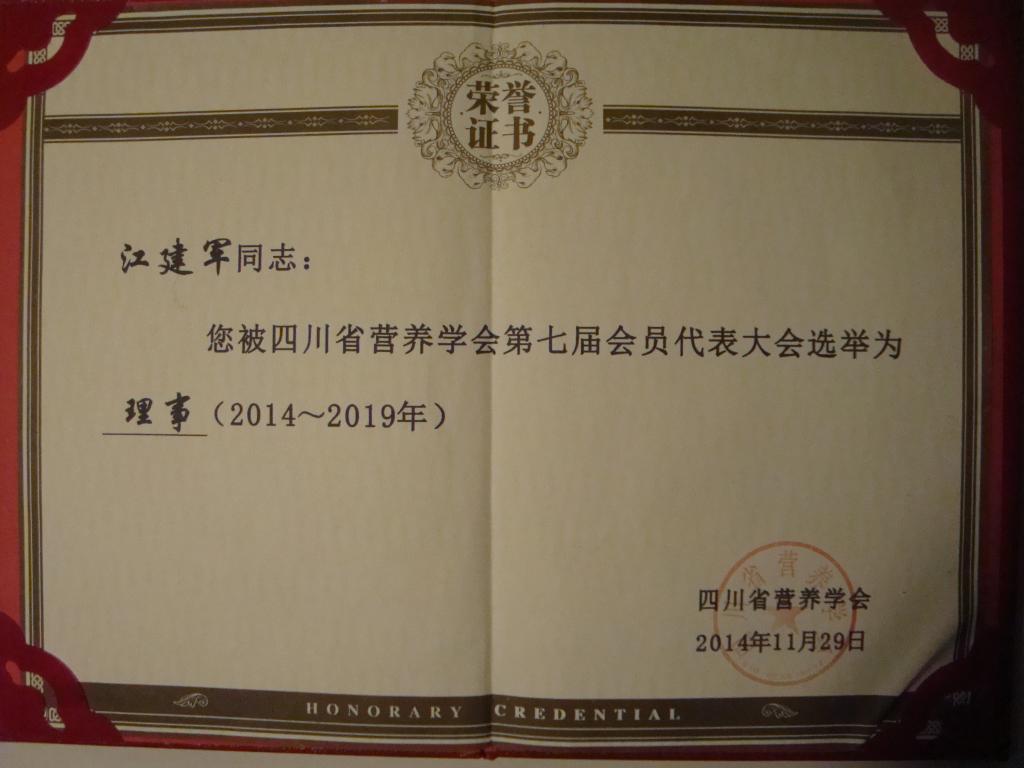 荣誉
证书
江建军同志：
您被四川省营养学会第七届会员代表大会选举为
理事（2014～2019年）
四川省营养学会
2014年11月29日
HONORARY CREDENTIAL